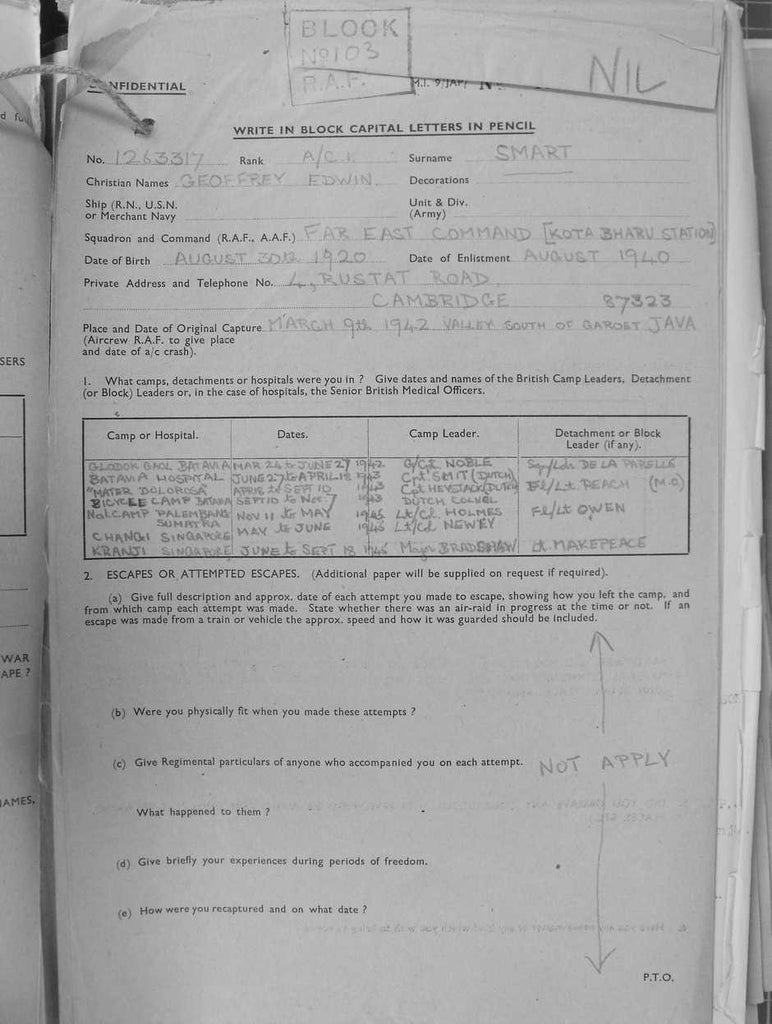 BLOCK
Nº103
R.A.F.
NIL
NFIDENTIAL
M.I. 9/JAP
WRITE IN BLOCK CAPITAL LETTERS IN PENCIL
No. 1263317 Rank A/C.1 Surname SMART
Christian Names GEOFFREY EDWIN Decorations
Ship (R.N., U.S.N. Unit & Div.
or Merchant Navy (Army)
Squadron and Command (R.A.F., A.A.F.) FAR EAST COMMAND [KOTA BHARU STATION]
Date of Birth AUGUST 30th 1920 Date of Enlistment AUGUST 1940
Private Address and Telephone No. 4, RUSTAT ROAD
CAMBRIDGE 87323
Place and Date of Original Capture MARCH 9th 1942 VALLEY SOUTH OF GAROET JAVA
(Aircrew R.A.F. to give place
and date of a/c crash).
1. What camps, detachments or hospitals were you in ? Give dates and names of the British Camp Leaders, Detachment
(or Block) Leaders or, in the case of hospitals, the Senior British Medical Officers.
Camp or Hospital. Dates. Camp Leader. Detachment or Block
Leader (if any).
GLODOK GAOL BATAVIA MAR 24 to JUNE 27 1942 G/Cpt NOBLE Sqn/Ldr DE LA PERELLE
BATAVIA HOSPITAL JUNE 27 to APRIL 18 1943 Cpt SMIT (DUTCH) Fl/Lt REACH (M.O)
"MATER DOLOROSA" APRIL to SEPT 10 1943 Cpt HEYSTACK (DUTCH)
BICYCLE CAMP BATAVIA SEPT 10 to Nov 7 1943 DUTCH COLNEL
No1 CAMP PALEMBANG NOV 11 to MAY 1945 Lt/Cl. HOLMES Fl/Lt OWEN
SUMATRA
CHANGI SINGAPORE MAY to JUNE 1945 Lt/Cl NEWEY
KRANJI SINGAPORE JUNE to SEPT 18 1945 Major BRADSHAW Lt. MAKEPEACE
2. ESCAPES OR ATTEMPTED ESCAPES. (Additional paper will be supplied on request if required).
(a) Give full description and approx. date of each attempt you made to escape, showing how you left the camp, and
from which camp each attempt was made. State whether there was an air-raid in progress at the time or not. If an
escape was made from a train or vehicle the approx. speed and how it was guarded should be included.
(b) Were you physically fit when you made these attempts ?
(c) Give Regimental particulars of anyone who accompanied you on each attempt.
NOT APPLY
What happened to them ?
(d) Give briefly your experiences during periods of freedom.
(e) How were you recaptured and on what date ?
P.T.O.
SERS
WAR
APE ?
AMES,